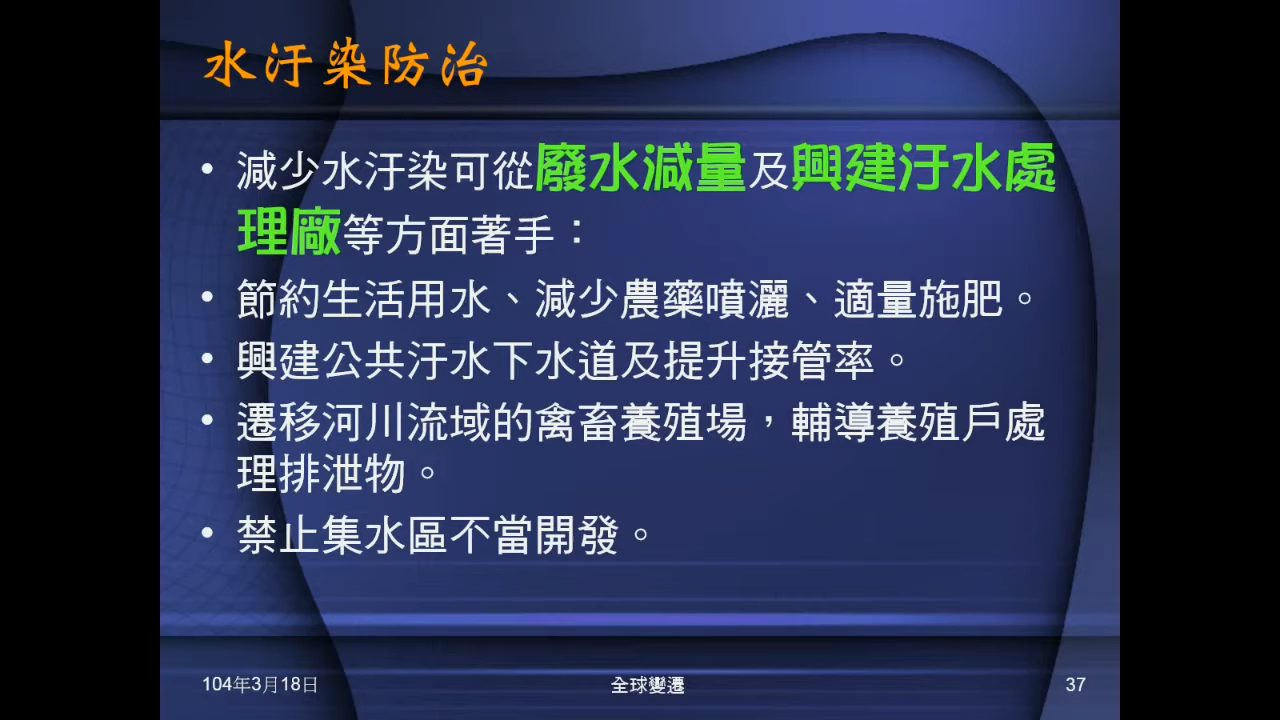 水汙染防治
• 減少水汙染可從廢水減量及興建汙水處
理廠等方面著手：
• 節約生活用水、減少農藥噴灑、適量施肥。
• 興建公共汙水下水道及提升接管率。
• 遷移河川流域的禽畜養殖場，輔導養殖戶處
理排泄物。
• 禁止集水區不當開發。
104年3月18日
全球變遷
37